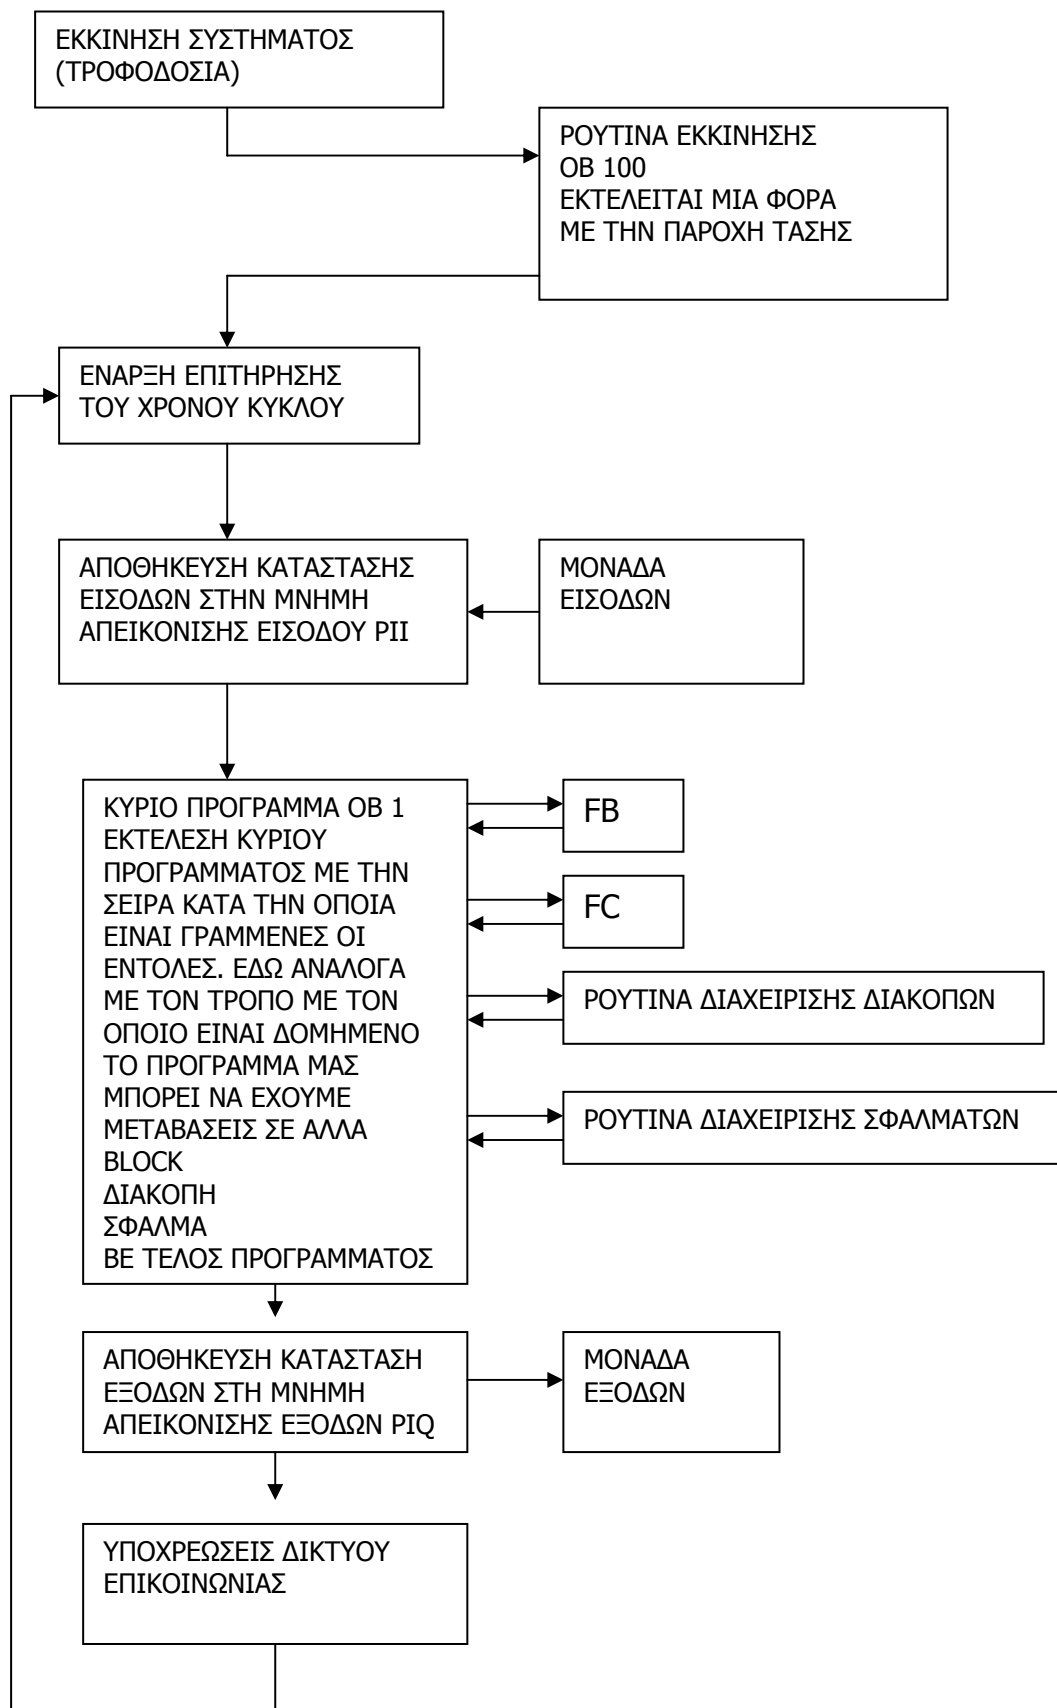 ΕΚΚΙΝΗΣΗ ΣΥΣΤΗΜΑΤΟΣ
(ΤΡΟΦΟΔΟΣΙΑ)
ΡΟΥΤΙΝΑ ΕΚΚΙΝΗΣΗΣ
ΟΒ 100
ΕΚΤΕΛΕΙΤΑΙ ΜΙΑ ΦΟΡΑ
ΜΕ ΤΗΝ ΠΑΡΟΧΗ ΤΑΣΗΣ
ΕΝΑΡΞΗ ΕΠΙΤΗΡΗΣΗΣ
ΤΟΥ ΧΡΟΝΟΥ ΚΥΚΛΟΥ
ΑΠΟΘΗΚΕΥΣΗ ΚΑΤΑΣΤΑΣΗΣ
ΕΙΣΟΔΩΝ ΣΤΗΝ ΜΝΗΜΗ
ΑΠΕΙΚΟΝΙΣΗΣ ΕΙΣΟΔΟΥ PII
ΜΟΝΑΔΑ
ΕΙΣΟΔΩΝ
ΚΥΡΙΟ ΠΡΟΓΡΑΜΜΑ ΟΒ 1
ΕΚΤΕΛΕΣΗ ΚΥΡΙΟΥ
ΠΡΟΓΡΑΜΜΑΤΟΣ ΜΕ ΤΗΝ
ΣΕΙΡΑ ΚΑΤΑ ΤΗΝ ΟΠΟΙΑ
ΕΙΝΑΙ ΓΡΑΜΜΕΝΕΣ ΟΙ
ΕΝΤΟΛΕΣ. ΕΔΩ ΑΝΑΛΟΓΑ
ΜΕ ΤΟΝ ΤΡΟΠΟ ΜΕ ΤΟΝ
ΟΠΟΙΟ ΕΙΝΑΙ ΔΟΜΗΜΕΝΟ
ΤΟ ΠΡΟΓΡΑΜΜΑ ΜΑΣ
ΜΠΟΡΕΙ ΝΑ ΕΧΟΥΜΕ
ΜΕΤΑΒΑΣΕΙΣ ΣΕ ΑΛΛΑ
BLOCK
ΔΙΑΚΟΠΗ
ΣΦΑΛΜΑ
BE ΤΕΛΟΣ ΠΡΟΓΡΑΜΜΑΤΟΣ
FB
FC
ΡΟΥΤΙΝΑ ΔΙΑΧΕΙΡΙΣΗΣ ΔΙΑΚΟΠΩΝ
ΡΟΥΤΙΝΑ ΔΙΑΧΕΙΡΙΣΗΣ ΣΦΑΛΜΑΤΩΝ
ΑΠΟΘΗΚΕΥΣΗ ΚΑΤΑΣΤΑΣΗ
ΕΞΟΔΩΝ ΣΤΗ ΜΝΗΜΗ
ΑΠΕΙΚΟΝΙΣΗΣ ΕΞΟΔΩΝ PIQ
ΜΟΝΑΔΑ
ΕΞΟΔΩΝ
ΥΠΟΧΡΕΩΣΕΙΣ ΔΙΚΤΥΟΥ
ΕΠΙΚΟΙΝΩΝΙΑΣ